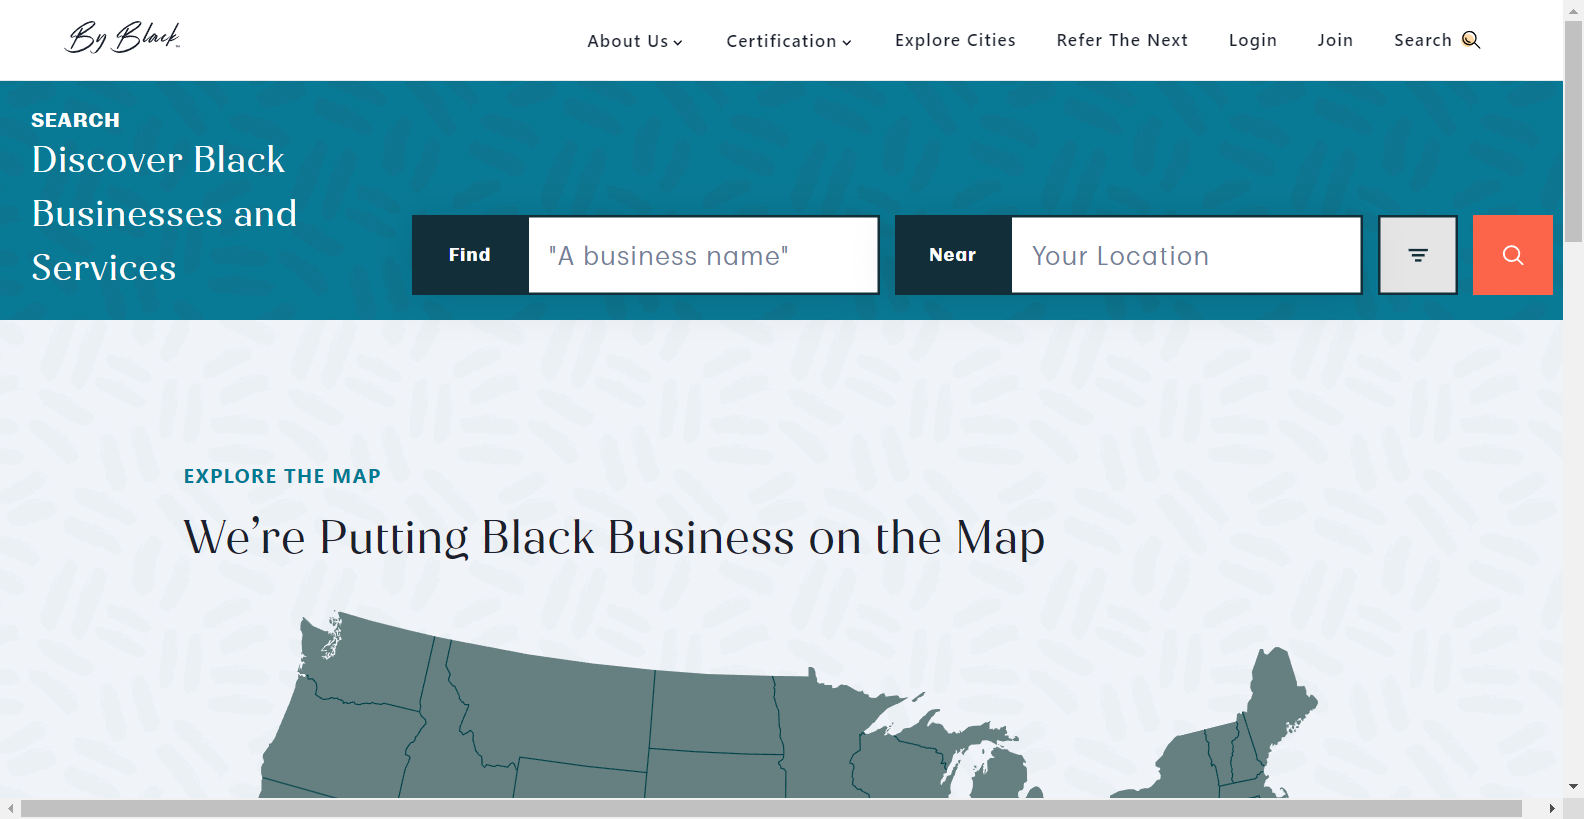 By Black
About Us
Certification
Explore Cities
Refer The Next
Login
Join
Search
SEARCH
Discover Black
Businesses and
Services
Find
"A business name"
Near
Your Location
EXPLORE THE MAP
We’re Putting Black Business on the Map